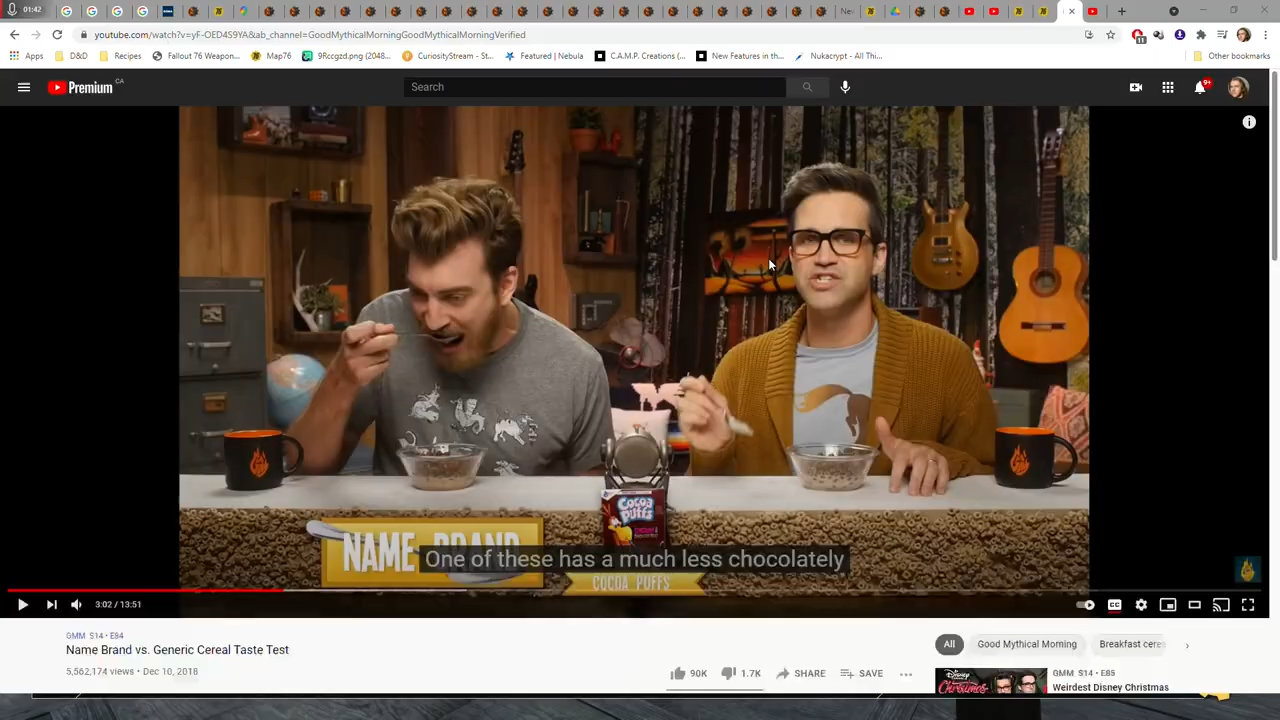 01:42
Ne
youtube.com/watch?v=yF-OED4S9YA&ab_channel=GoodMythicalMorningGoodMythicalMorningVerified
11
D&D
Recipes
Fallout 76 Weapon...
Map76
9Rccgzd.png (2048...
CuriosityStream - St...
Featured | Nebula
C.A.M.P. Creations (...
New Features in th...
Nukacrypt - All Thi...
Other bookmarks
Premium CA
Search
9+
COCOA PUFFS
NAME BRAND
One of these has a much less chocolately
COCOA PUFFS
3:02 / 13:51
CC
GMM S14 • E84
Name Brand vs. Generic Cereal Taste Test
5,562,174 views • Dec 10, 2018
90K
1.7K
SHARE
SAVE
All
Good Mythical Morning
Breakfast cere
Disney
Christmas
GMM S14 • E85
Weirdest Disney Christmas